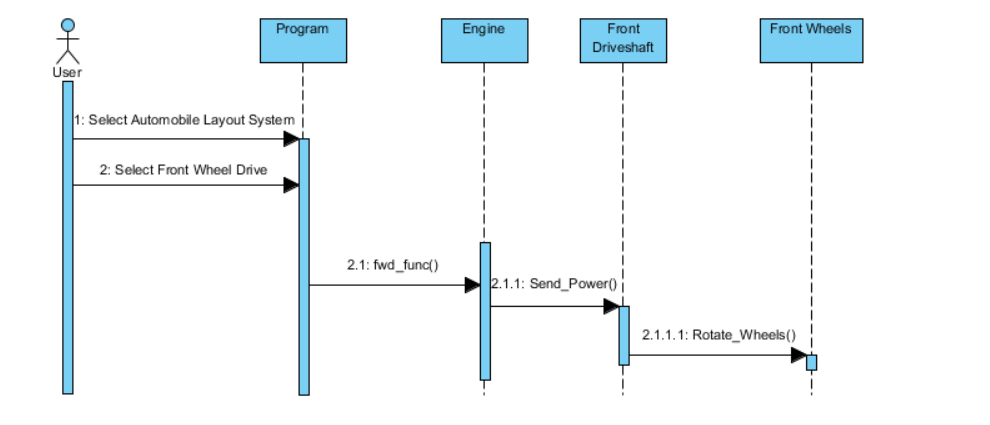 Program
Engine
Front
Driveshaft
Front Wheels
User
1: Select Automobile Layout System
2: Select Front Wheel Drive
2.1: fwd_func()
2.1.1: Send_Power()
2.1.1.1: Rotate_Wheels()